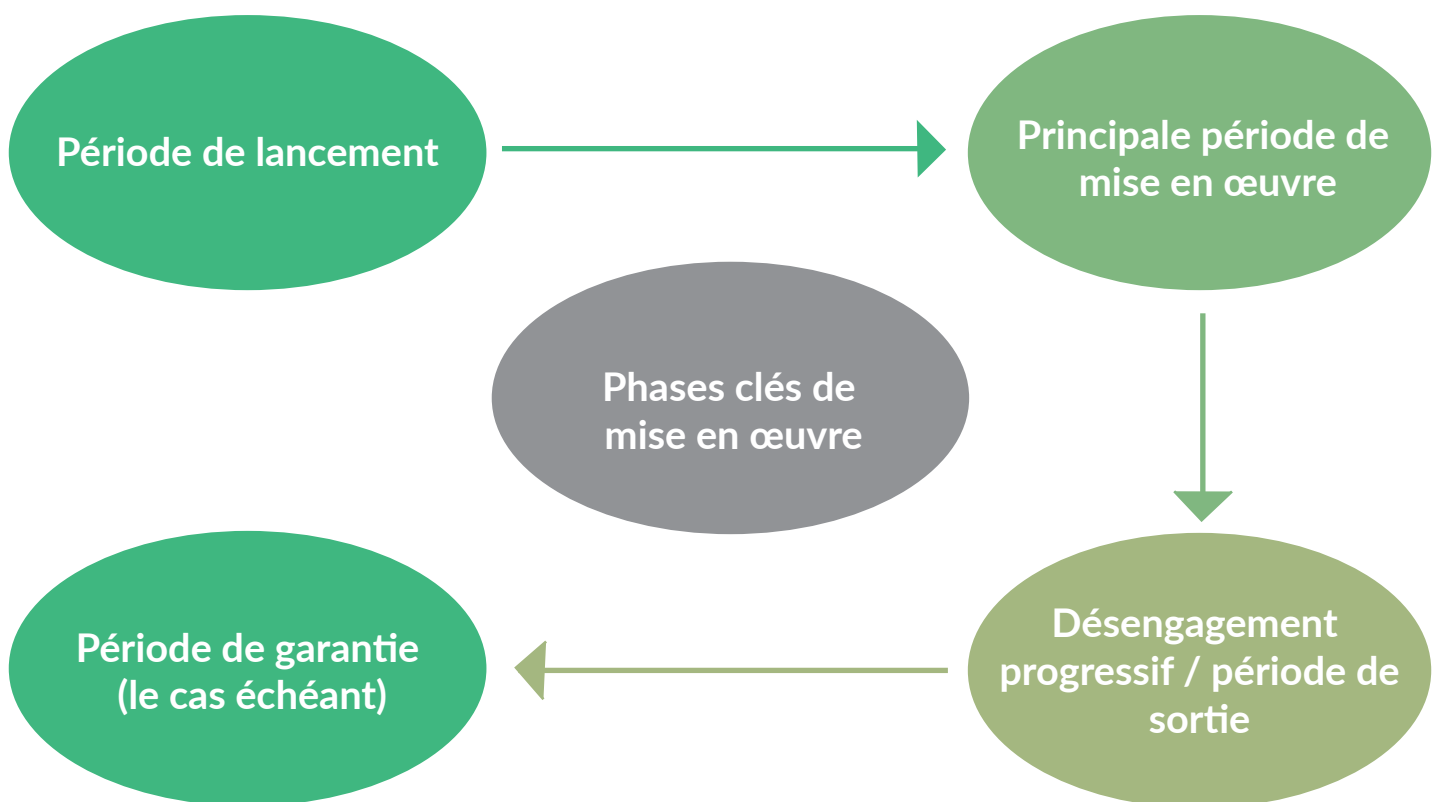 Période de lancement
Principale période de
mise en œuvre
Phases clés de
mise en œuvre
Période de garantie
(le cas échéant)
Désengagement
progressif / période de
sortie